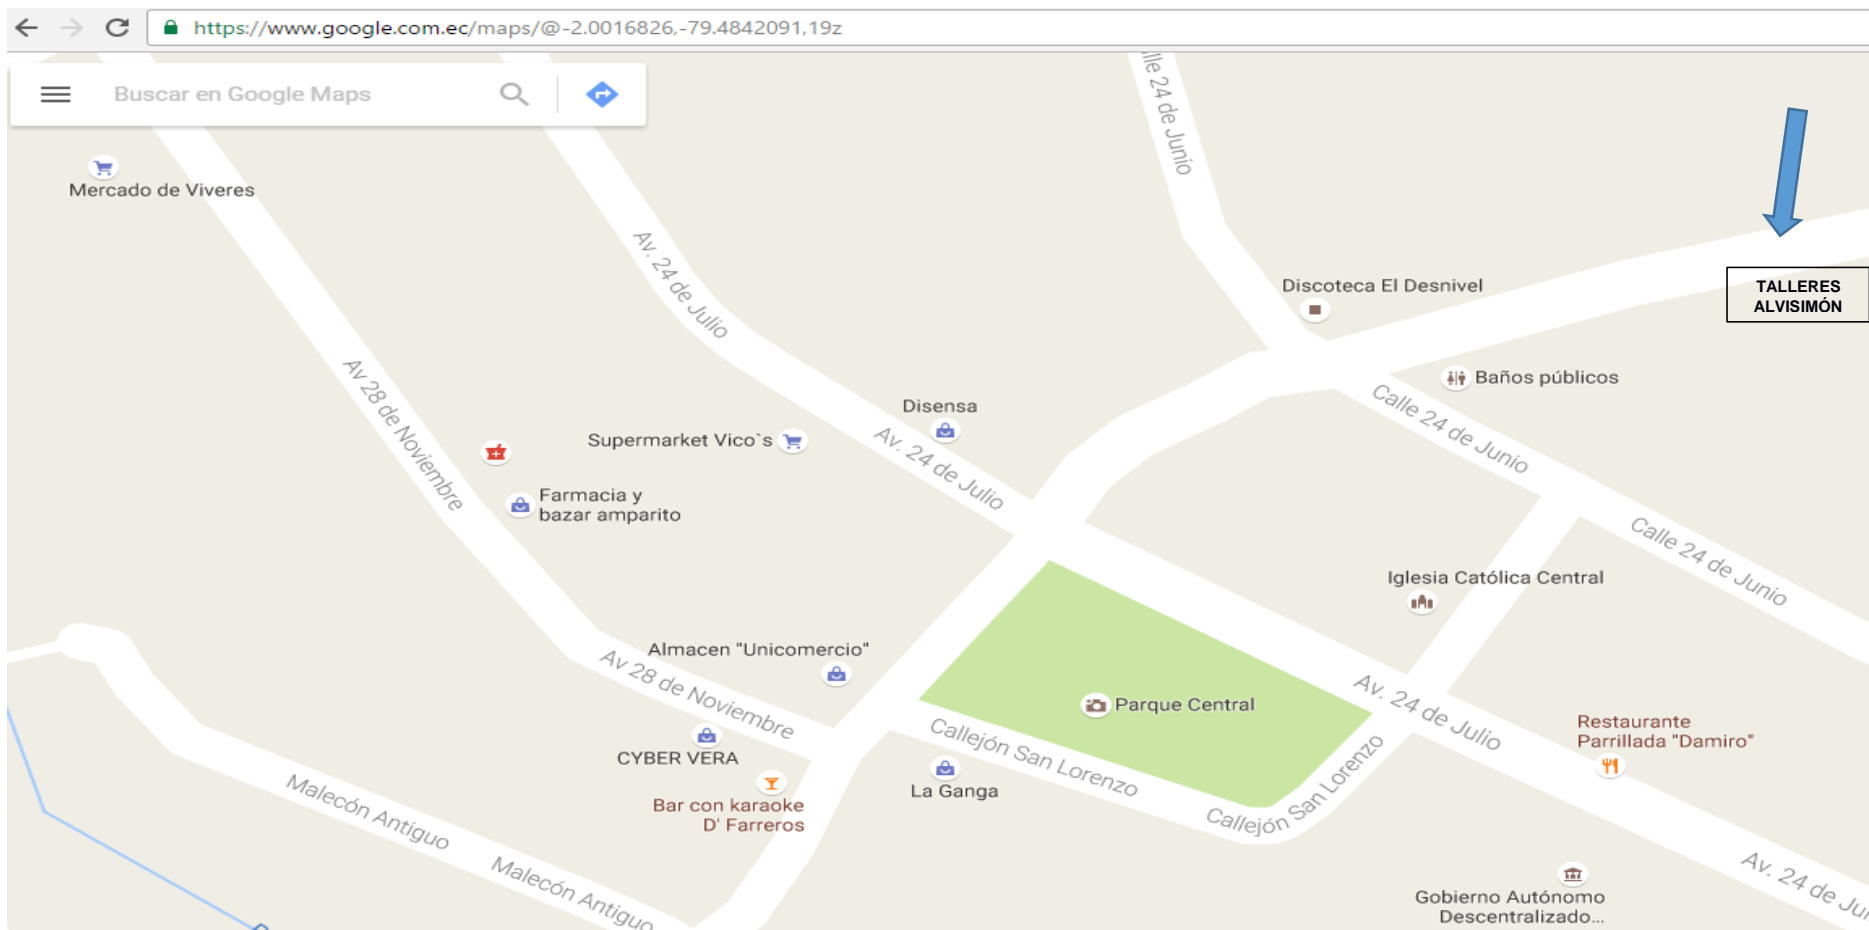 https://www.google.com.ec/maps/@-2.0016826,-79.4842091,19z
Buscar en Google Maps
lle 24 de Junio
Mercado de Viveres
Av. 24 de Julio
Discoteca El Desnivel
TALLERES
ALVISIMÓN
Av 28 de Noviembre
Baños públicos
Calle 24 de Junio
Disensa
Supermarket Vico`s
Av. 24 de Julio
Farmacia y
bazar amparito
Calle 24 de Junio
Iglesia Católica Central
Almacen "Unicomercio"
Av 28 de Noviembre
Parque Central
Av. 24 de Julio
Callejón San Lorenzo
Restaurante
Parrillada "Damiro"
CYBER VERA
La Ganga
Callejón San Lorenzo
Bar con karaoke
D' Farreros
Malecón Antiguo
Malecón Antiguo
Av. 24 de Ju
Gobierno Autónomo
Descentralizado...